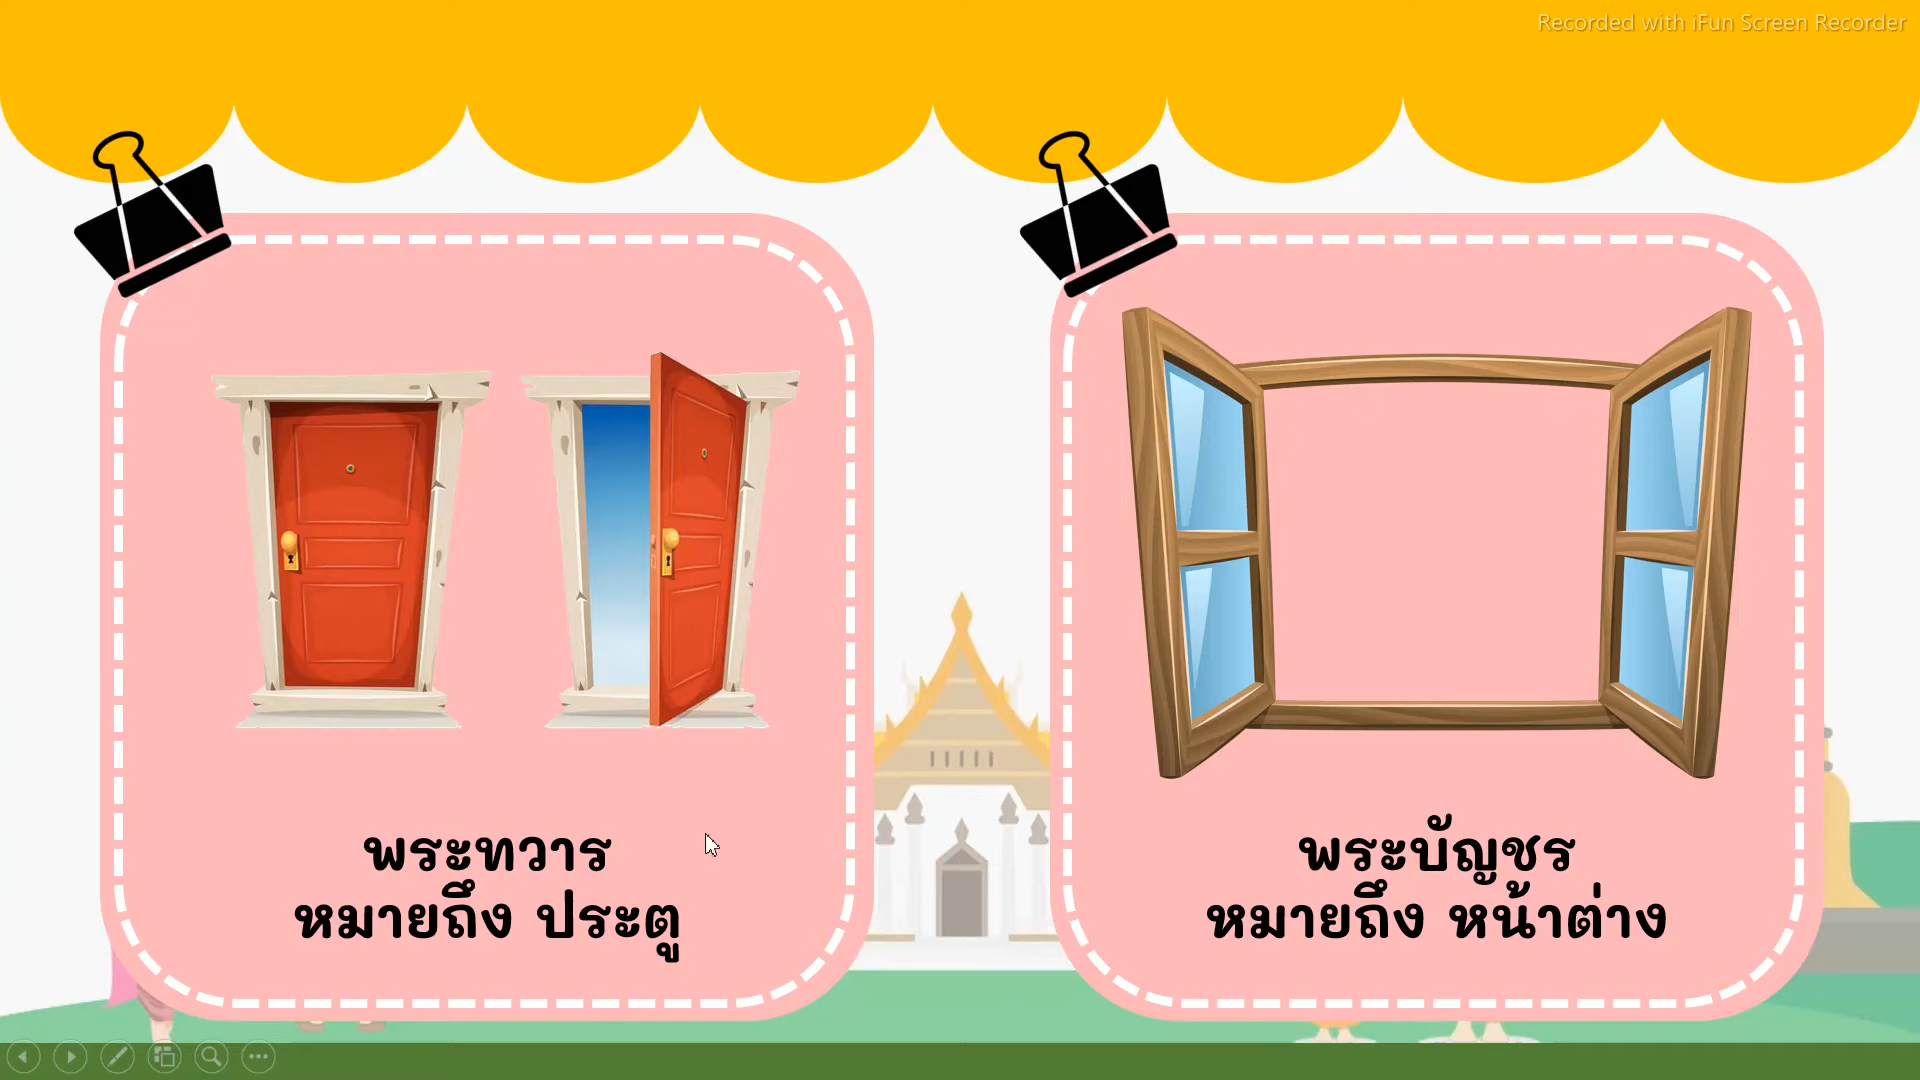 Recorded with iFun Screen Recorder
พระทวาร
หมายถึง ประตู
พระบัญชร
หมายถึง หน้าต่าง